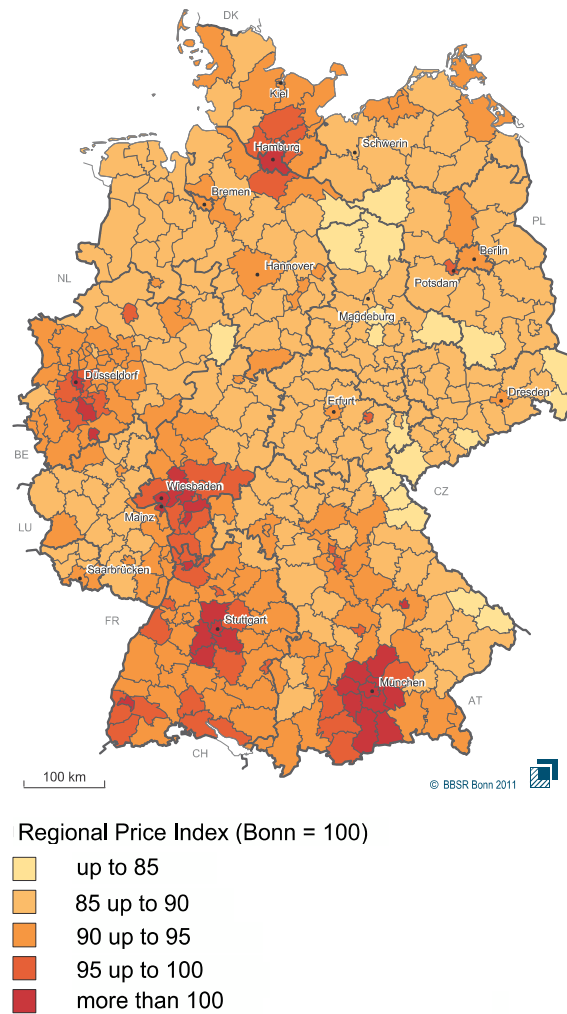 DK
Kiel
Schwerin
Hamburg
Bremen
PL
Berlin
Hannover
Potsdam
NL
Magdeburg
Düsseldorf
Dresden
Erfurt
BE
Wiesbaden
CZ
Mainz
LU
Saarbrücken
FR
Stuttgart
München
AT
CH
100 km
© BBSR Bonn 2011
Regional Price Index (Bonn = 100)
up to 85
85 up to 90
90 up to 95
95 up to 100
more than 100